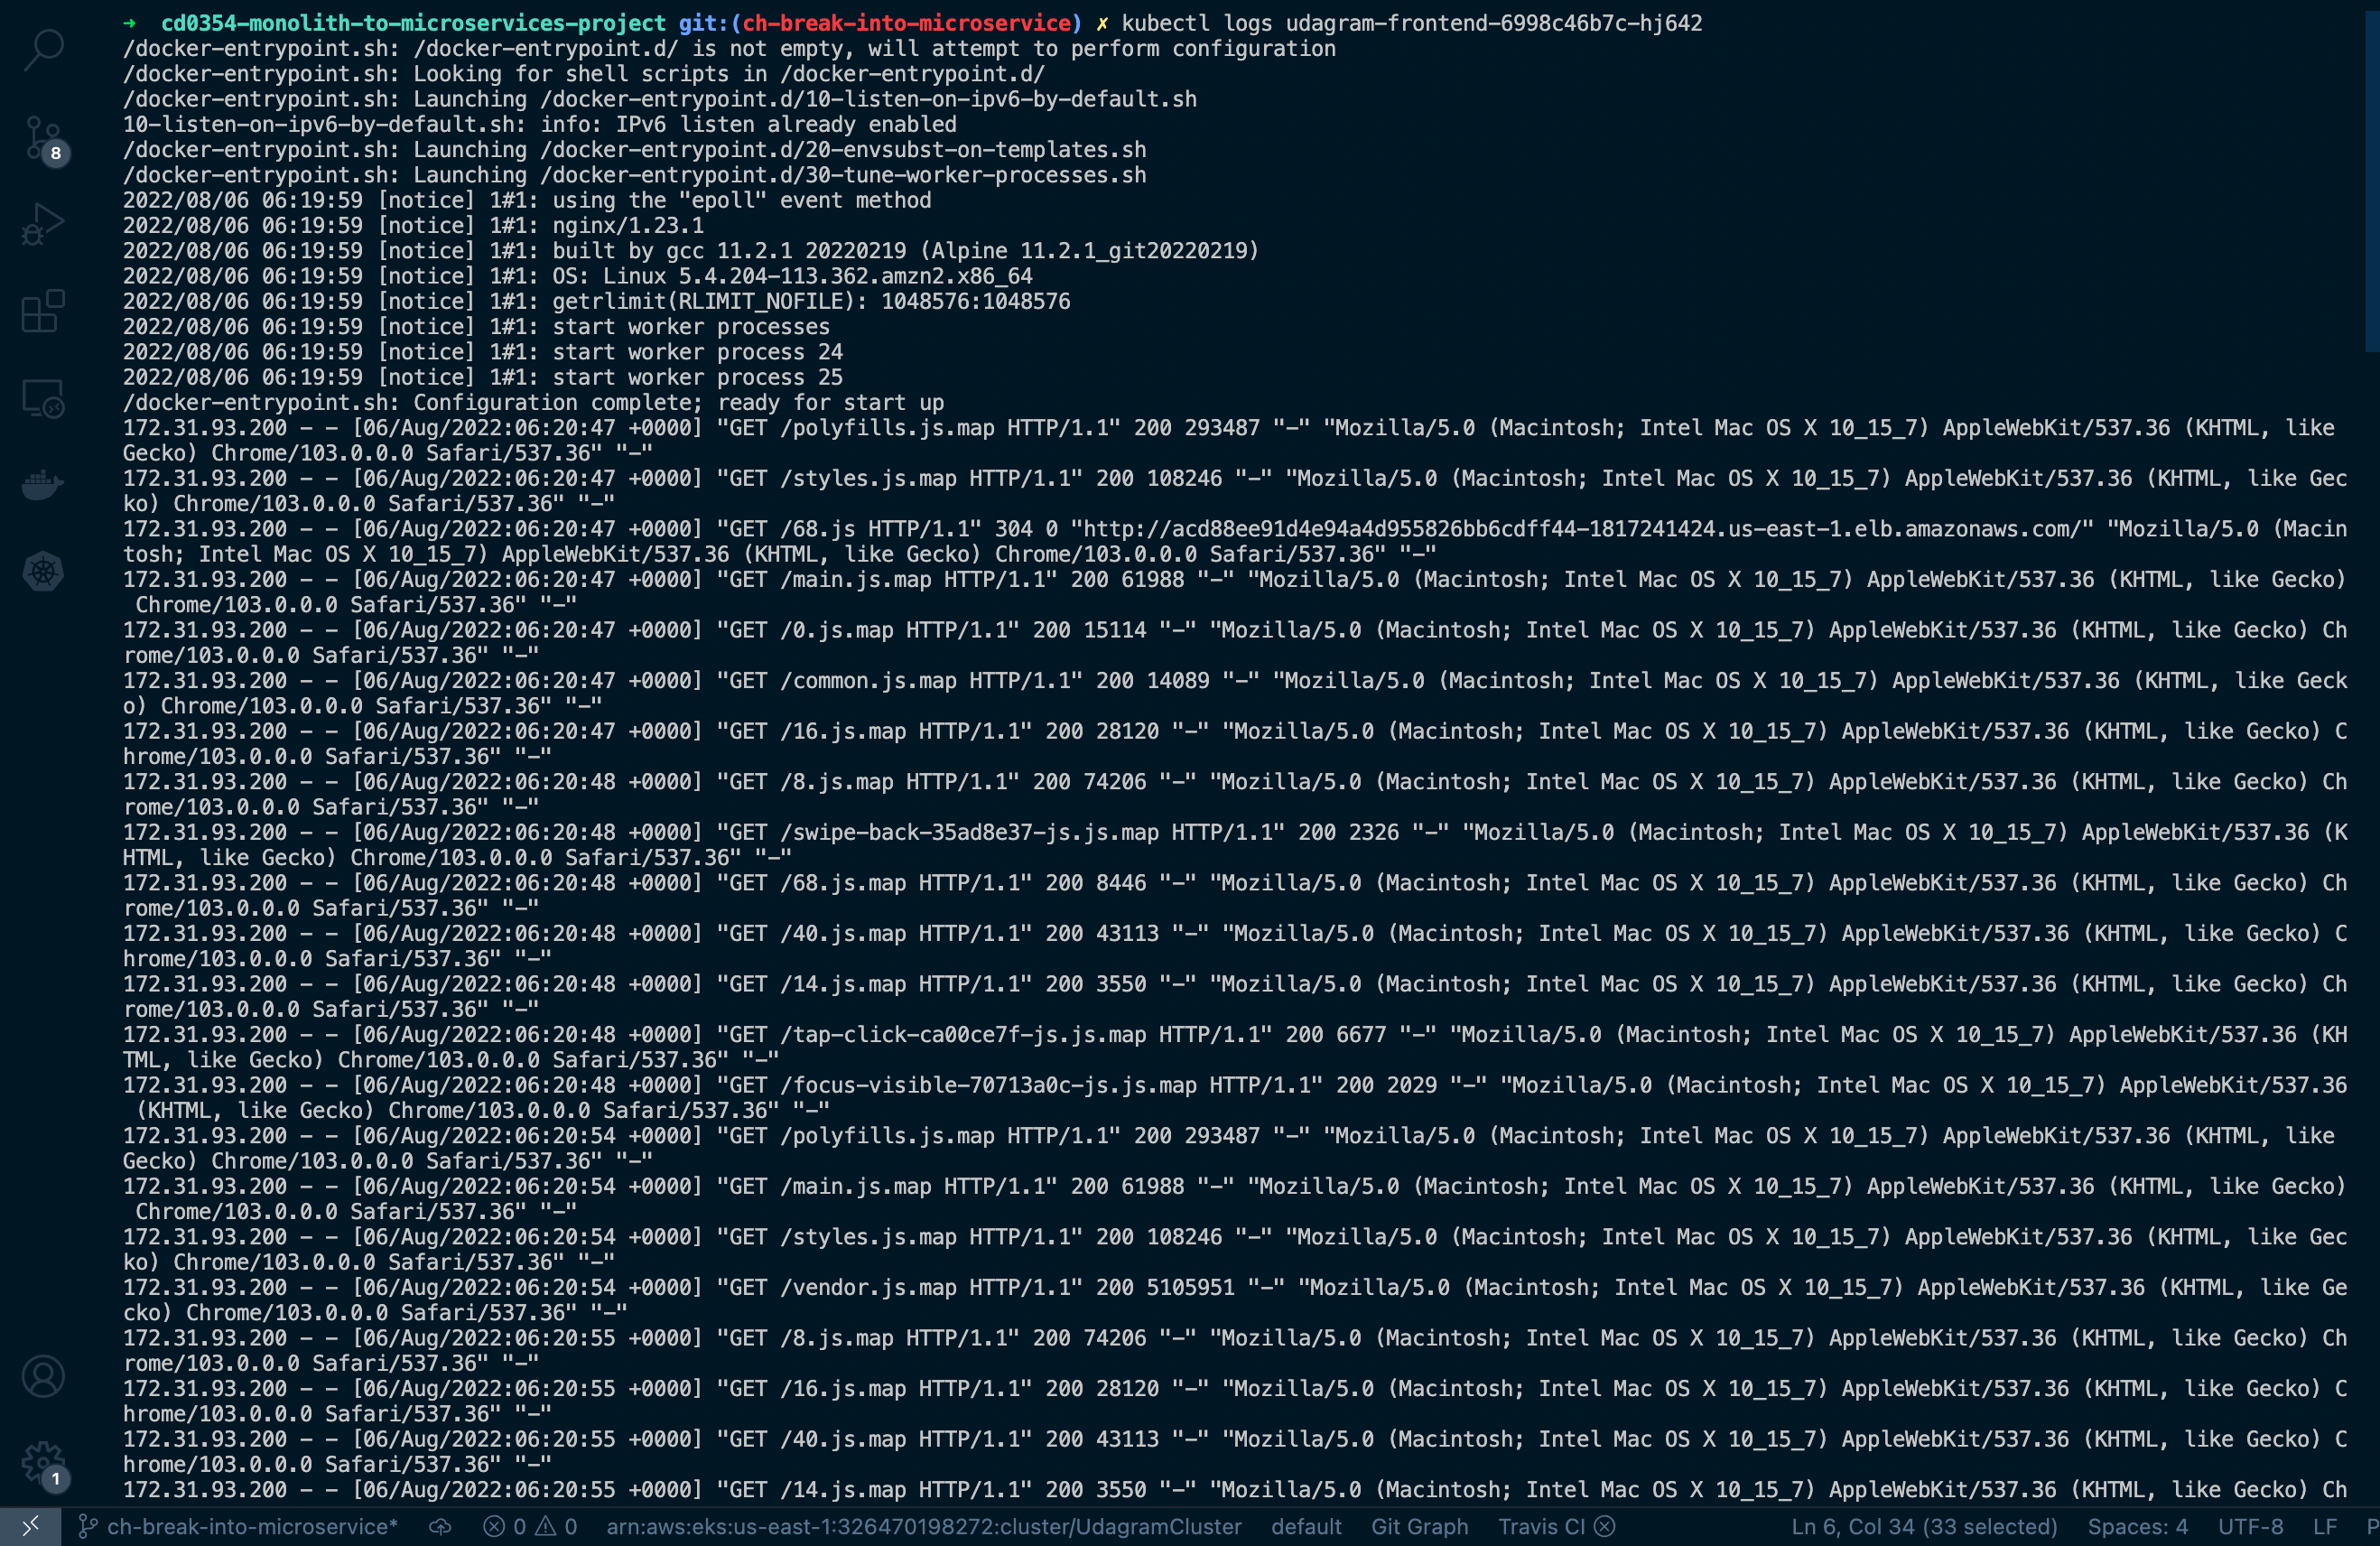 ➜  cd0354-monolith-to-microservices-project git:(ch-break-into-microservice) ✗ kubectl logs udagram-frontend-6998c46b7c-hj642
/docker-entrypoint.sh: /docker-entrypoint.d/ is not empty, will attempt to perform configuration
/docker-entrypoint.sh: Looking for shell scripts in /docker-entrypoint.d/
/docker-entrypoint.sh: Launching /docker-entrypoint.d/10-listen-on-ipv6-by-default.sh
10-listen-on-ipv6-by-default.sh: info: IPv6 listen already enabled
/docker-entrypoint.sh: Launching /docker-entrypoint.d/20-envsubst-on-templates.sh
/docker-entrypoint.sh: Launching /docker-entrypoint.d/30-tune-worker-processes.sh
2022/08/06 06:19:59 [notice] 1#1: using the "epoll" event method
2022/08/06 06:19:59 [notice] 1#1: nginx/1.23.1
2022/08/06 06:19:59 [notice] 1#1: built by gcc 11.2.1 20220219 (Alpine 11.2.1_git20220219)
2022/08/06 06:19:59 [notice] 1#1: OS: Linux 5.4.204-113.362.amzn2.x86_64
2022/08/06 06:19:59 [notice] 1#1: getrlimit(RLIMIT_NOFILE): 1048576:1048576
2022/08/06 06:19:59 [notice] 1#1: start worker processes
2022/08/06 06:19:59 [notice] 1#1: start worker process 24
2022/08/06 06:19:59 [notice] 1#1: start worker process 25
/docker-entrypoint.sh: Configuration complete; ready for start up
172.31.93.200 - - [06/Aug/2022:06:20:47 +0000] "GET /polyfills.js.map HTTP/1.1" 200 293487 "-" "Mozilla/5.0 (Macintosh; Intel Mac OS X 10_15_7) AppleWebKit/537.36 (KHTML, like
Gecko) Chrome/103.0.0.0 Safari/537.36" "-"
172.31.93.200 - - [06/Aug/2022:06:20:47 +0000] "GET /styles.js.map HTTP/1.1" 200 108246 "-" "Mozilla/5.0 (Macintosh; Intel Mac OS X 10_15_7) AppleWebKit/537.36 (KHTML, like Gec
ko) Chrome/103.0.0.0 Safari/537.36" "-"
172.31.93.200 - - [06/Aug/2022:06:20:47 +0000] "GET /68.js HTTP/1.1" 304 0 "http://acd88ee91d4e94a4d955826bb6cdff44-1817241424.us-east-1.elb.amazonaws.com/" "Mozilla/5.0 (Macin
tosh; Intel Mac OS X 10_15_7) AppleWebKit/537.36 (KHTML, like Gecko) Chrome/103.0.0.0 Safari/537.36" "-"
172.31.93.200 - - [06/Aug/2022:06:20:47 +0000] "GET /main.js.map HTTP/1.1" 200 61988 "-" "Mozilla/5.0 (Macintosh; Intel Mac OS X 10_15_7) AppleWebKit/537.36 (KHTML, like Gecko)
 Chrome/103.0.0.0 Safari/537.36" "-"
172.31.93.200 - - [06/Aug/2022:06:20:47 +0000] "GET /0.js.map HTTP/1.1" 200 15114 "-" "Mozilla/5.0 (Macintosh; Intel Mac OS X 10_15_7) AppleWebKit/537.36 (KHTML, like Gecko) Ch
rome/103.0.0.0 Safari/537.36" "-"
172.31.93.200 - - [06/Aug/2022:06:20:47 +0000] "GET /common.js.map HTTP/1.1" 200 14089 "-" "Mozilla/5.0 (Macintosh; Intel Mac OS X 10_15_7) AppleWebKit/537.36 (KHTML, like Geck
o) Chrome/103.0.0.0 Safari/537.36" "-"
172.31.93.200 - - [06/Aug/2022:06:20:47 +0000] "GET /16.js.map HTTP/1.1" 200 28120 "-" "Mozilla/5.0 (Macintosh; Intel Mac OS X 10_15_7) AppleWebKit/537.36 (KHTML, like Gecko) C
hrome/103.0.0.0 Safari/537.36" "-"
172.31.93.200 - - [06/Aug/2022:06:20:48 +0000] "GET /8.js.map HTTP/1.1" 200 74206 "-" "Mozilla/5.0 (Macintosh; Intel Mac OS X 10_15_7) AppleWebKit/537.36 (KHTML, like Gecko) Ch
rome/103.0.0.0 Safari/537.36" "-"
172.31.93.200 - - [06/Aug/2022:06:20:48 +0000] "GET /swipe-back-35ad8e37-js.js.map HTTP/1.1" 200 2326 "-" "Mozilla/5.0 (Macintosh; Intel Mac OS X 10_15_7) AppleWebKit/537.36 (K
HTML, like Gecko) Chrome/103.0.0.0 Safari/537.36" "-"
172.31.93.200 - - [06/Aug/2022:06:20:48 +0000] "GET /68.js.map HTTP/1.1" 200 8446 "-" "Mozilla/5.0 (Macintosh; Intel Mac OS X 10_15_7) AppleWebKit/537.36 (KHTML, like Gecko) Ch
rome/103.0.0.0 Safari/537.36" "-"
172.31.93.200 - - [06/Aug/2022:06:20:48 +0000] "GET /40.js.map HTTP/1.1" 200 43113 "-" "Mozilla/5.0 (Macintosh; Intel Mac OS X 10_15_7) AppleWebKit/537.36 (KHTML, like Gecko) C
hrome/103.0.0.0 Safari/537.36" "-"
172.31.93.200 - - [06/Aug/2022:06:20:48 +0000] "GET /14.js.map HTTP/1.1" 200 3550 "-" "Mozilla/5.0 (Macintosh; Intel Mac OS X 10_15_7) AppleWebKit/537.36 (KHTML, like Gecko) Ch
rome/103.0.0.0 Safari/537.36" "-"
172.31.93.200 - - [06/Aug/2022:06:20:48 +0000] "GET /tap-click-ca00ce7f-js.js.map HTTP/1.1" 200 6677 "-" "Mozilla/5.0 (Macintosh; Intel Mac OS X 10_15_7) AppleWebKit/537.36 (KH
TML, like Gecko) Chrome/103.0.0.0 Safari/537.36" "-"
172.31.93.200 - - [06/Aug/2022:06:20:48 +0000] "GET /focus-visible-70713a0c-js.js.map HTTP/1.1" 200 2029 "-" "Mozilla/5.0 (Macintosh; Intel Mac OS X 10_15_7) AppleWebKit/537.36
 (KHTML, like Gecko) Chrome/103.0.0.0 Safari/537.36" "-"
172.31.93.200 - - [06/Aug/2022:06:20:54 +0000] "GET /polyfills.js.map HTTP/1.1" 200 293487 "-" "Mozilla/5.0 (Macintosh; Intel Mac OS X 10_15_7) AppleWebKit/537.36 (KHTML, like
Gecko) Chrome/103.0.0.0 Safari/537.36" "-"
172.31.93.200 - - [06/Aug/2022:06:20:54 +0000] "GET /main.js.map HTTP/1.1" 200 61988 "-" "Mozilla/5.0 (Macintosh; Intel Mac OS X 10_15_7) AppleWebKit/537.36 (KHTML, like Gecko)
 Chrome/103.0.0.0 Safari/537.36" "-"
172.31.93.200 - - [06/Aug/2022:06:20:54 +0000] "GET /styles.js.map HTTP/1.1" 200 108246 "-" "Mozilla/5.0 (Macintosh; Intel Mac OS X 10_15_7) AppleWebKit/537.36 (KHTML, like Gec
ko) Chrome/103.0.0.0 Safari/537.36" "-"
172.31.93.200 - - [06/Aug/2022:06:20:54 +0000] "GET /vendor.js.map HTTP/1.1" 200 5105951 "-" "Mozilla/5.0 (Macintosh; Intel Mac OS X 10_15_7) AppleWebKit/537.36 (KHTML, like Ge
cko) Chrome/103.0.0.0 Safari/537.36" "-"
172.31.93.200 - - [06/Aug/2022:06:20:55 +0000] "GET /8.js.map HTTP/1.1" 200 74206 "-" "Mozilla/5.0 (Macintosh; Intel Mac OS X 10_15_7) AppleWebKit/537.36 (KHTML, like Gecko) Ch
rome/103.0.0.0 Safari/537.36" "-"
172.31.93.200 - - [06/Aug/2022:06:20:55 +0000] "GET /16.js.map HTTP/1.1" 200 28120 "-" "Mozilla/5.0 (Macintosh; Intel Mac OS X 10_15_7) AppleWebKit/537.36 (KHTML, like Gecko) C
hrome/103.0.0.0 Safari/537.36" "-"
172.31.93.200 - - [06/Aug/2022:06:20:55 +0000] "GET /40.js.map HTTP/1.1" 200 43113 "-" "Mozilla/5.0 (Macintosh; Intel Mac OS X 10_15_7) AppleWebKit/537.36 (KHTML, like Gecko) C
hrome/103.0.0.0 Safari/537.36" "-"
172.31.93.200 - - [06/Aug/2022:06:20:55 +0000] "GET /14.js.map HTTP/1.1" 200 3550 "-" "Mozilla/5.0 (Macintosh; Intel Mac OS X 10_15_7) AppleWebKit/537.36 (KHTML, like Gecko) Ch
8
1
ch-break-into-microservice* 0 0 arn:aws:eks:us-east-1:326470198272:cluster/UdagramCluster default Git Graph Travis CI Ln 6, Col 34 (33 selected) Spaces: 4 UTF-8 LF P